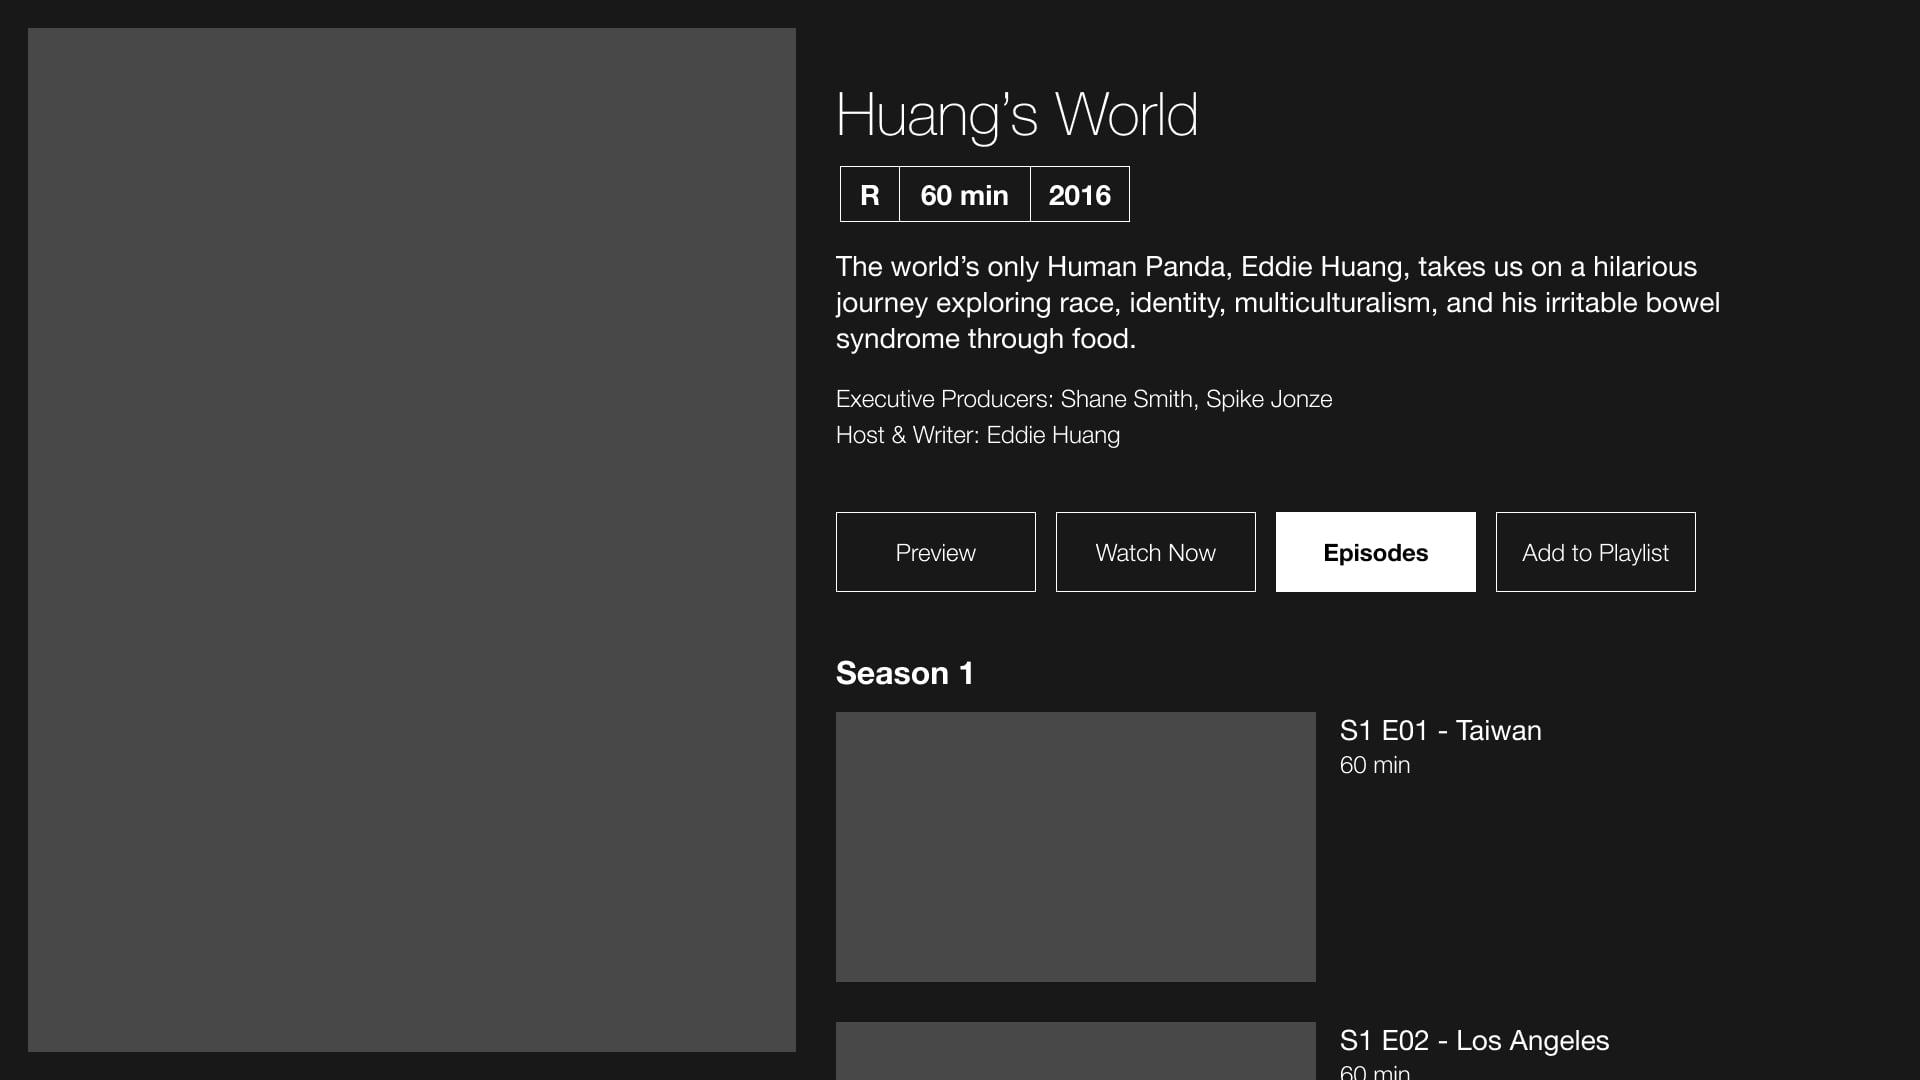 Huang’s World
R 60 min 2016
The world’s only Human Panda, Eddie Huang, takes us on a hilarious
journey exploring race, identity, multiculturalism, and his irritable bowel
syndrome through food.
Executive Producers: Shane Smith, Spike Jonze
Host & Writer: Eddie Huang
Preview Watch Now Episodes Add to Playlist
Season 1
S1 E01 - Taiwan
60 min
S1 E02 - Los Angeles
60 min